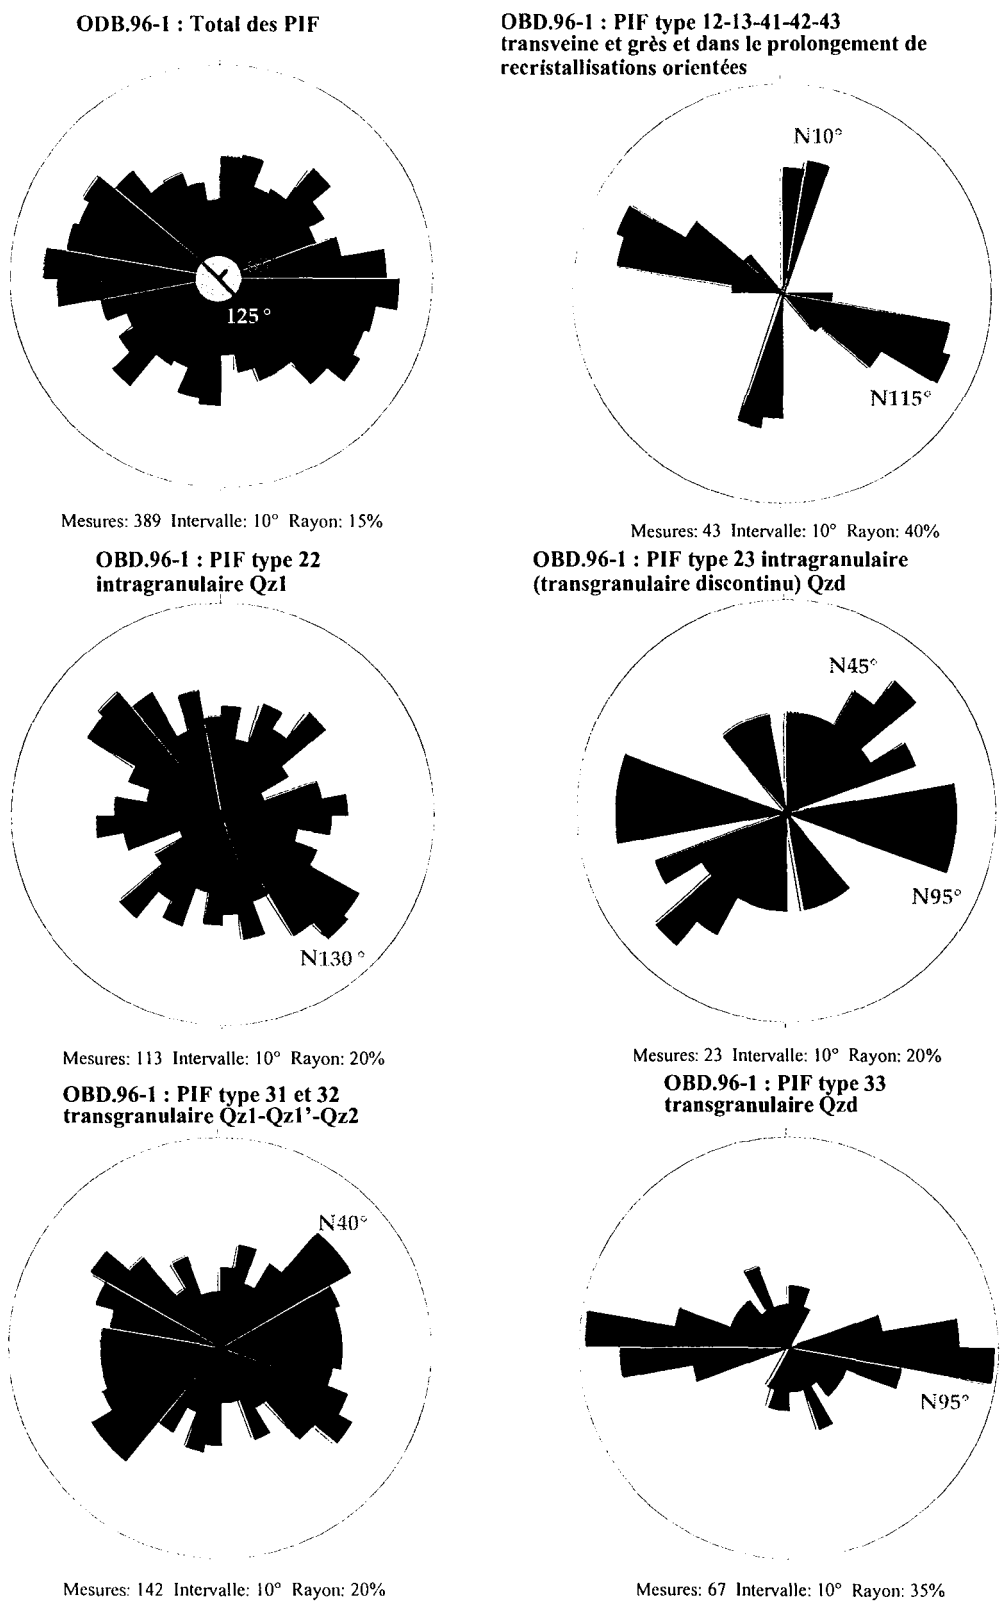 ODB.96-1 : Total des PIF
125°
Mesures: 389 Intervalle: 10° Rayon: 15%
OBD.96-1 : PIF type 12-13-41-42-43
transveine et grès et dans le prolongement de
recristallisations orientées
N10°
N115°
Mesures: 43 Intervalle: 10° Rayon: 40%
OBD.96-1 : PIF type 22
intragranulaire Qz1
N130°
Mesures: 113 Intervalle: 10° Rayon: 20%
OBD.96-1 : PIF type 23 intragranulaire
(transgranulaire discontinu) Qzd
N45°
N95°
Mesures: 23 Intervalle: 10° Rayon: 20%
OBD.96-1 : PIF type 31 et 32
transgranulaire Qz1-Qz1'-Qz2
N40°
Mesures: 142 Intervalle: 10° Rayon: 20%
OBD.96-1 : PIF type 33
transgranulaire Qzd
N95°
Mesures: 67 Intervalle: 10° Rayon: 35%